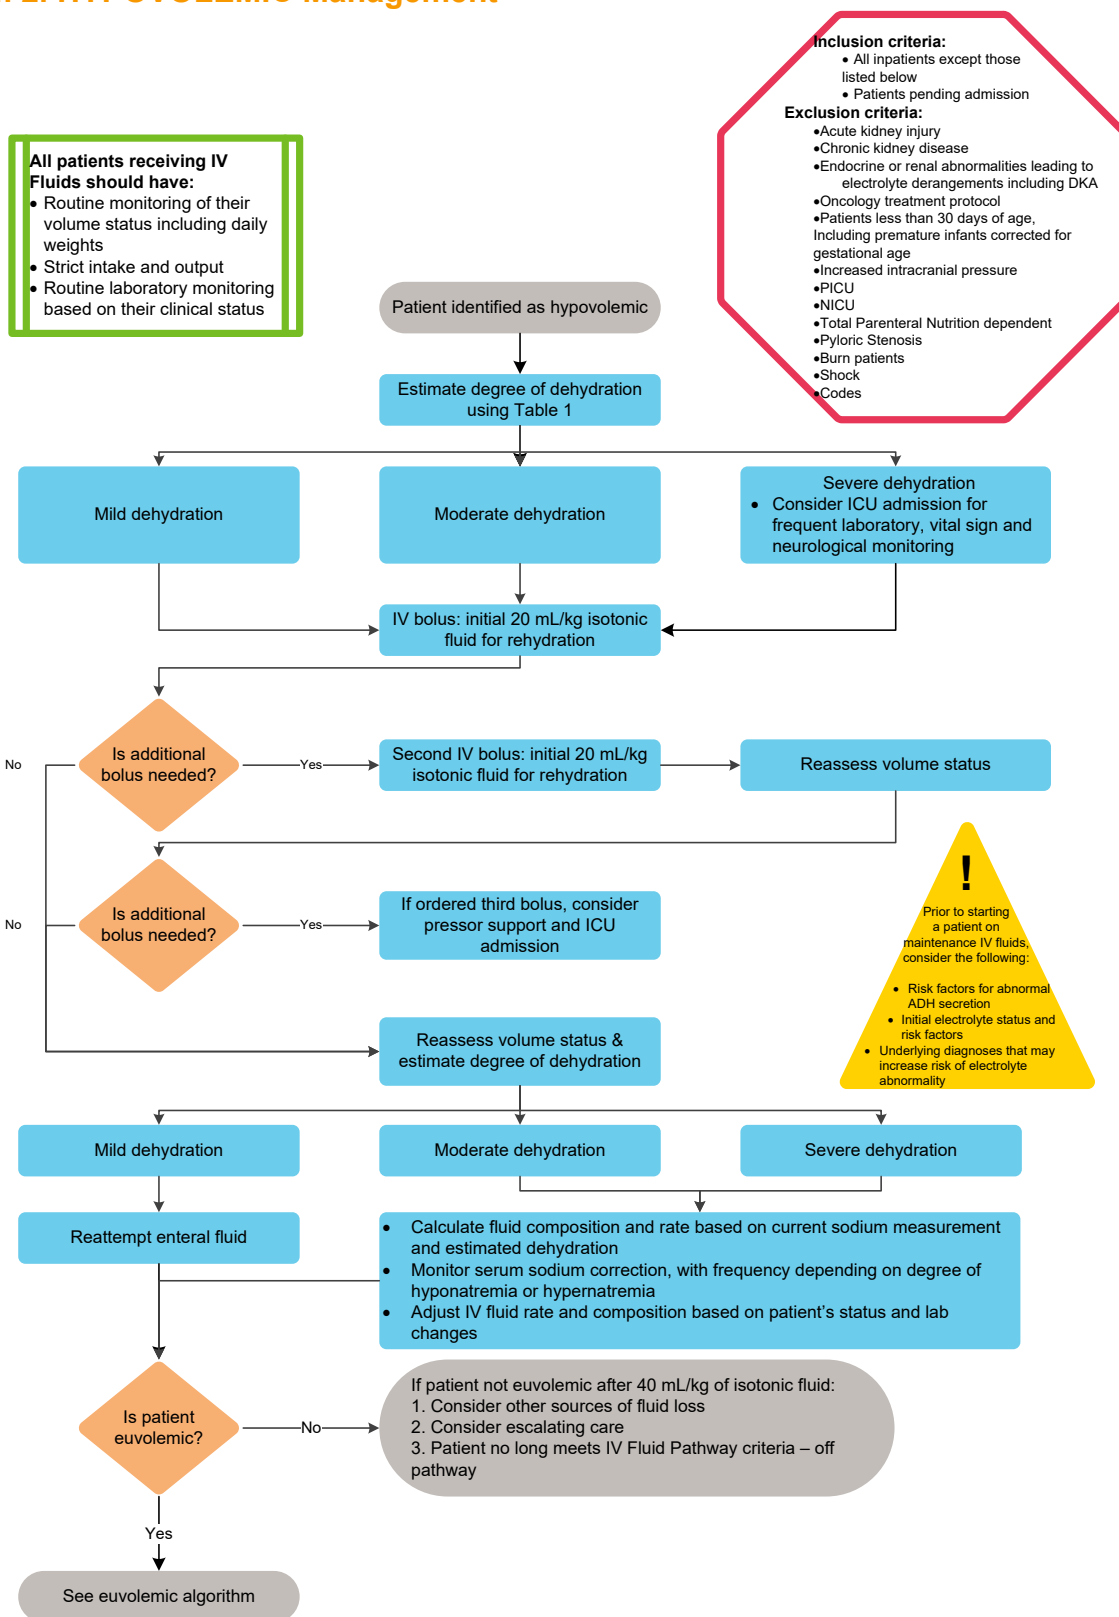 Management
Inclusion criteria:
• All inpatients except those
listed below
• Patients pending admission
Exclusion criteria:
•Acute kidney injury
•Chronic kidney disease
•Endocrine or renal abnormalities leading to
electrolyte derangements including DKA
•Oncology treatment protocol
•Patients less than 30 days of age,
Including premature infants corrected for
gestational age
•Increased intracranial pressure
•PICU
•NICU
•Total Parenteral Nutrition dependent
•Pyloric Stenosis
•Burn patients
•Shock
•Codes
All patients receiving IV
Fluids should have:
• Routine monitoring of their
volume status including daily
weights
• Strict intake and output
• Routine laboratory monitoring
based on their clinical status
Patient identified as hypovolemic
Estimate degree of dehydration
using Table 1
Mild dehydration
Moderate dehydration
Severe dehydration
• Consider ICU admission for
frequent laboratory, vital sign and
neurological monitoring
IV bolus: initial 20 mL/kg isotonic
fluid for rehydration
Is additional
bolus needed?
No
Yes
Second IV bolus: initial 20 mL/kg
isotonic fluid for rehydration
Reassess volume status
Is additional
bolus needed?
No
Yes
If ordered third bolus, consider
pressor support and ICU
admission
!
Prior to starting
a patient on
maintenance IV fluids,
consider the following:
• Risk factors for abnormal
ADH secretion
• Initial electrolyte status and
risk factors
• Underlying diagnoses that may
increase risk of electrolyte
abnormality
Reassess volume status &
estimate degree of dehydration
Mild dehydration
Moderate dehydration
Severe dehydration
Reattempt enteral fluid
• Calculate fluid composition and rate based on current sodium measurement
and estimated dehydration
• Monitor serum sodium correction, with frequency depending on degree of
hyponatremia or hypernatremia
• Adjust IV fluid rate and composition based on patient's status and lab
changes
Is patient
euvolemic?
No
If patient not euvolemic after 40 mL/kg of isotonic fluid:
1. Consider other sources of fluid loss
2. Consider escalating care
3. Patient no long meets IV Fluid Pathway criteria – off
pathway
Yes
See euvolemic algorithm